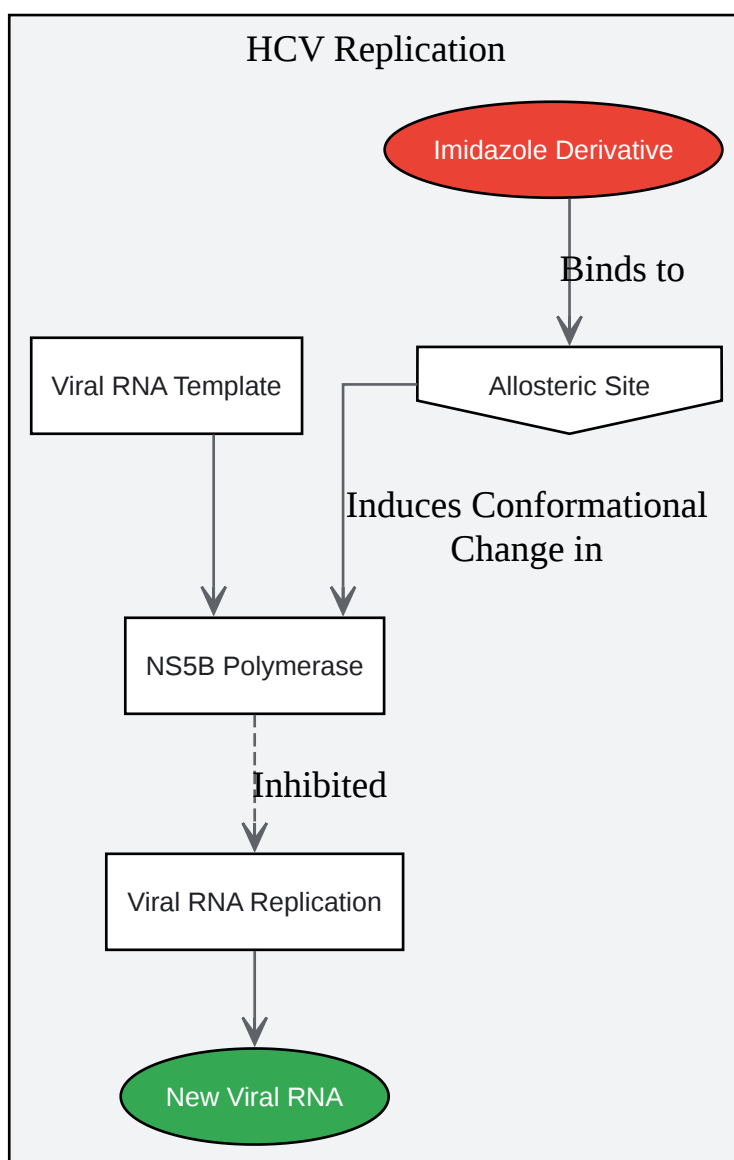 HCV Replication
Imidazole Derivative
Binds to
Viral RNA Template
Allosteric Site
Induces Conformational
Change in
NS5B Polymerase
Inhibited
Viral RNA Replication
New Viral RNA